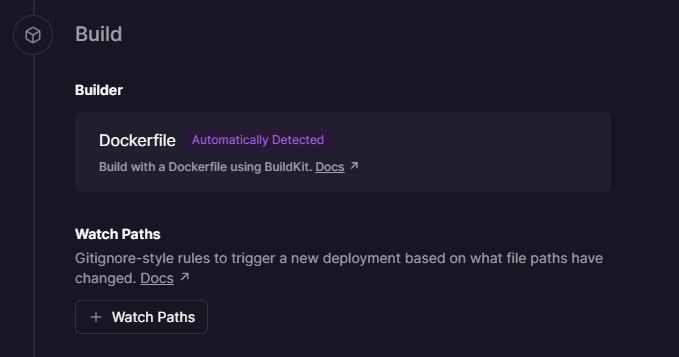 Build
Builder
Dockerfile Automatically Detected
Build with a Dockerfile using BuildKit. Docs ↗
Watch Paths
Gitignore-style rules to trigger a new deployment based on what file paths have
changed. Docs ↗
+ Watch Paths